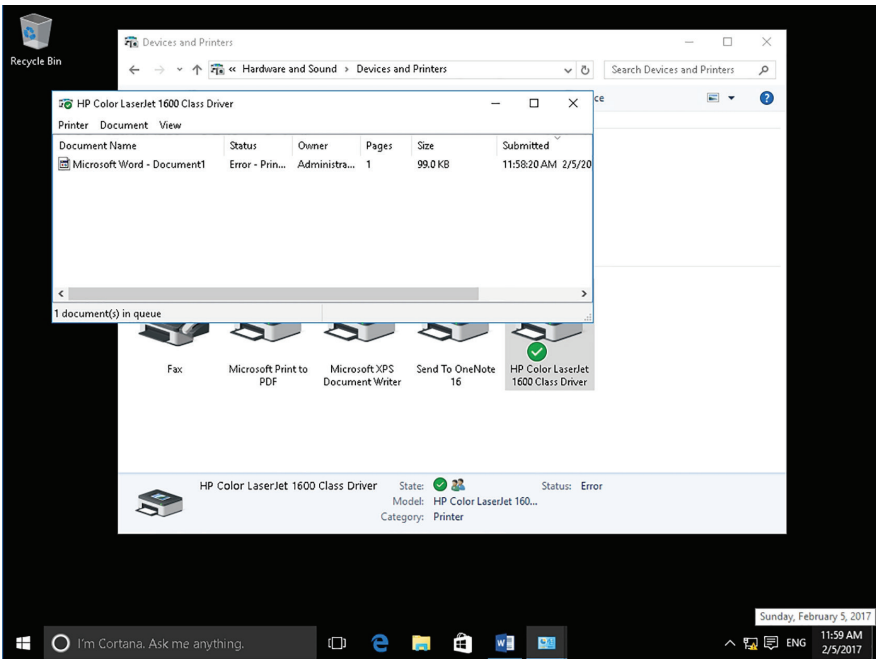 Recycle Bin
Devices and Printers
« Hardware and Sound > Devices and Printers
Search Devices and Printers
ce
HP Color LaserJet 1600 Class Driver
Printer Document View
Document Name Status Owner Pages Size Submitted
Microsoft Word - Document1 Error - Prin... Administra... 1 99.0 KB 11:58:20 AM 2/5/20
1 document(s) in queue
Fax
Microsoft Print to
PDF
Microsoft XPS
Document Writer
Send To OneNote
16
HP Color LaserJet
1600 Class Driver
HP Color LaserJet 1600 Class Driver State: Status: Error
Model: HP Color LaserJet 160...
Category: Printer
Sunday, February 5, 2017
I'm Cortana. Ask me anything.
ENG
11:59 AM
2/5/2017